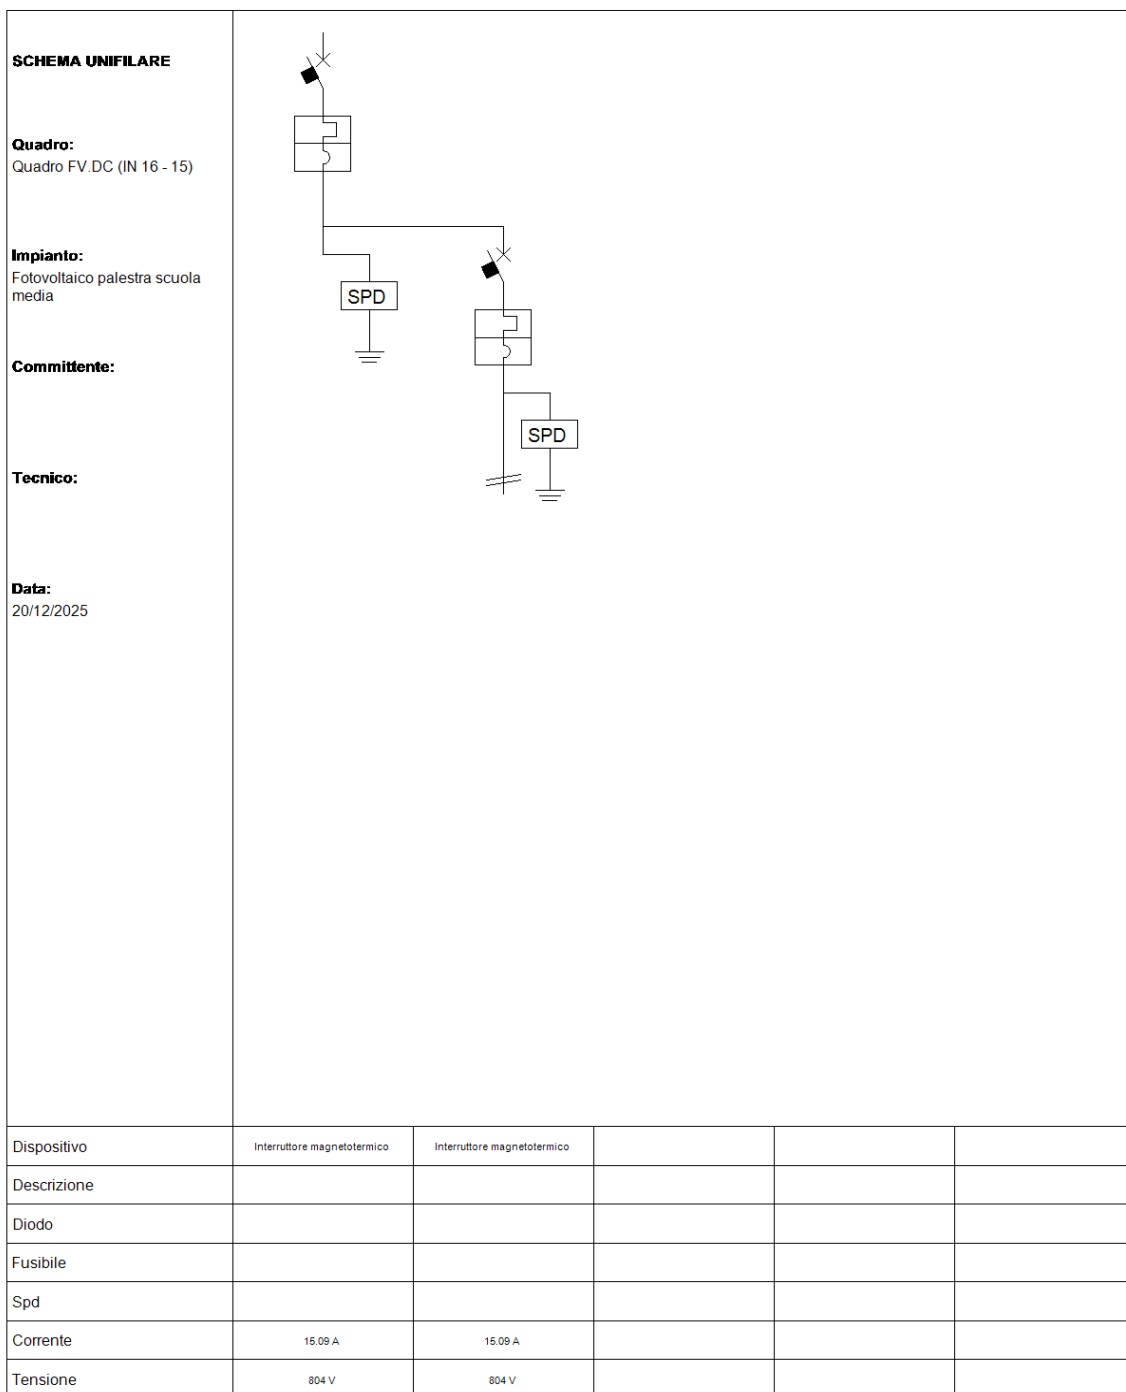 SCHEMA UNIFILARE
Quadro:
Quadro FV.DC (IN 16 - 15)
Impianto:
Fotovoltaico palestra scuola
media
Committente:
Tecnico:
Data:
20/12/2025
SPD
SPD
Dispositivo Interruttore magnetotermico Interruttore magnetotermico
Descrizione
Diodo
Fusibile
Spd
Corrente 15.09 A 15.09 A
Tensione 804 V 804 V